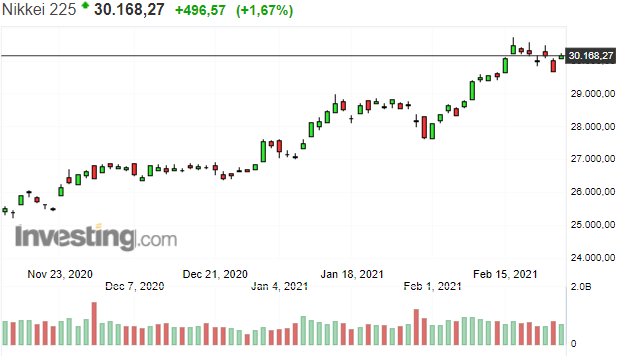 Nikkei 225 30.168,27 +496,57 (+1,67%)
30.168,27
29.000,00
28.000,00
27.000,00
26.000,00
25.000,00
24.000,00
Investing.com
Nov 23, 2020 Dec 21, 2020 Jan 18, 2021 Feb 15, 2021
Dec 7, 2020 Jan 4, 2021 Feb 1, 2021
2.0B
0